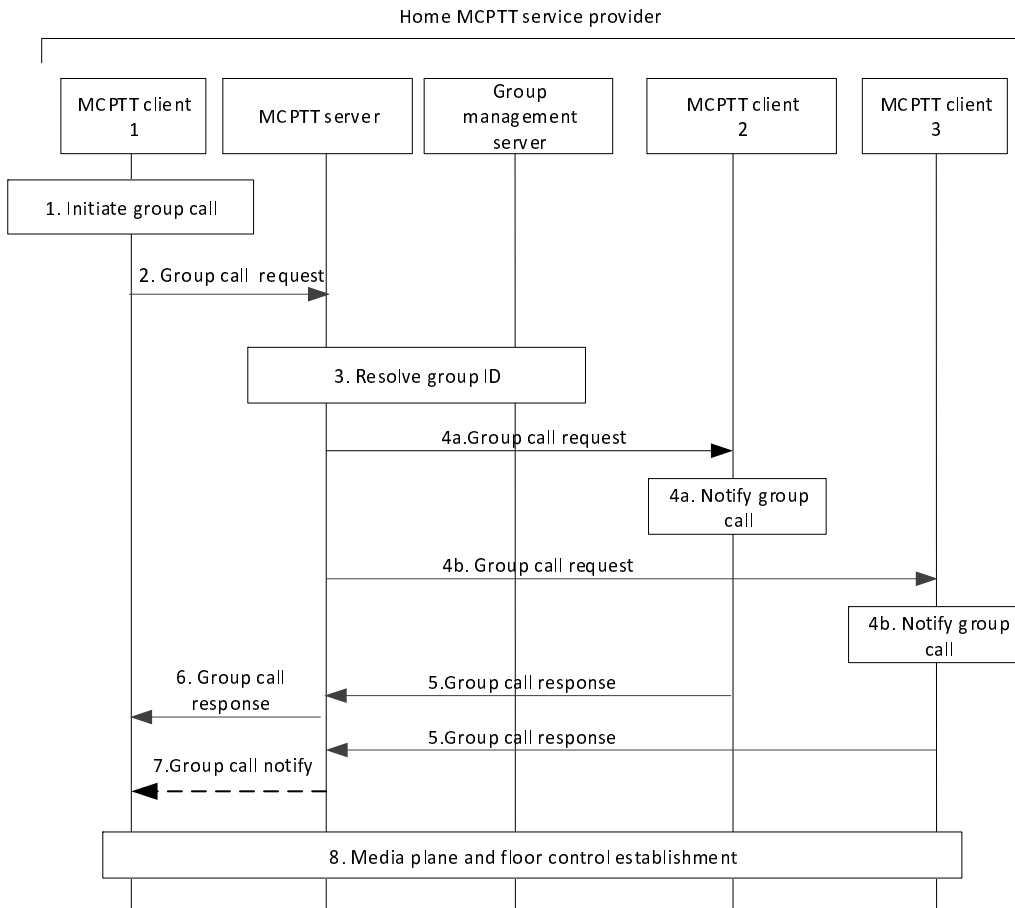 Home MCPTT service provider
MCPTT client
1
MCPTT server
Group
management
server
MCPTT client
2
MCPTT client
3
1. Initiate group call
2. Group call request
3. Resolve group ID
4a.Group call request
4a. Notify group
call
4b. Group call request
4b. Notify group
call
6. Group call
response
5.Group call response
5.Group call response
7.Group call notify
8. Media plane and floor control establishment